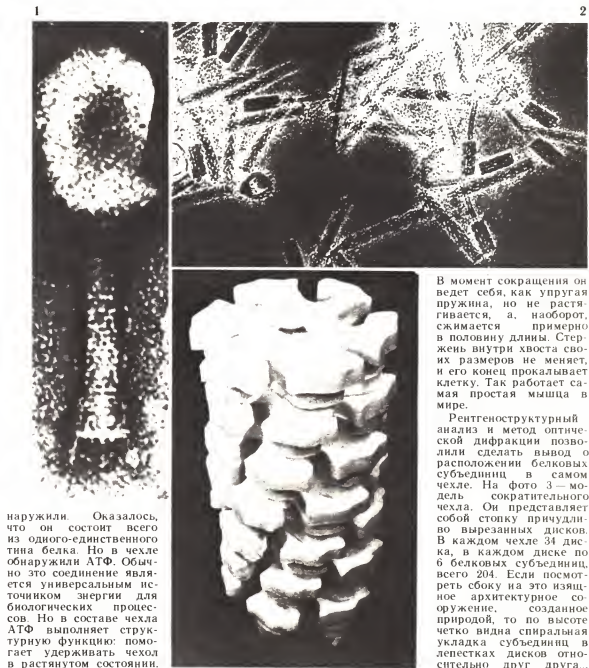 1
2
наружили. Оказалось,
что он состоит всего
из одного-единственного
типа белка. Но в чехле
обнаружили АТФ. Обыч-
но это соединение явля-
ется универсальным ис-
точником энергии для
биологических процес-
сов. Но в составе чехла
АТФ выполняет струк-
турную функцию: помо-
гает удерживать чехол
в растянутом состоянии.
В момент сокращения он
ведет себя, как упругая
пружина, но не растя-
гивается, а, наоборот,
сжимается примерно
в половину длины. Стер-
жень внутри хвоста сво-
их размеров не меняет,
и его конец прокалывает
клетку. Так работает са-
мая простая мышца в
мире.
Рентгеноструктурный
анализ и метод оптиче-
ской дифракции позво-
лили сделать вывод о
расположении белковых
субъединиц в самом
чехле. На фото 3 — мо-
дель сократительного
чехла. Он представляет
собой стопку причудли-
во вырезанных дисков.
В каждом чехле 34 дис-
ка, в каждом диске по
6 белковых субъединиц,
всего 204. Если посмот-
реть сбоку на это изящ-
ное архитектурное со-
оружение, созданное
природой, то по высоте
четко видна спиральная
укладка субъединиц в
лепестках дисков отно-
сительно друг друга...